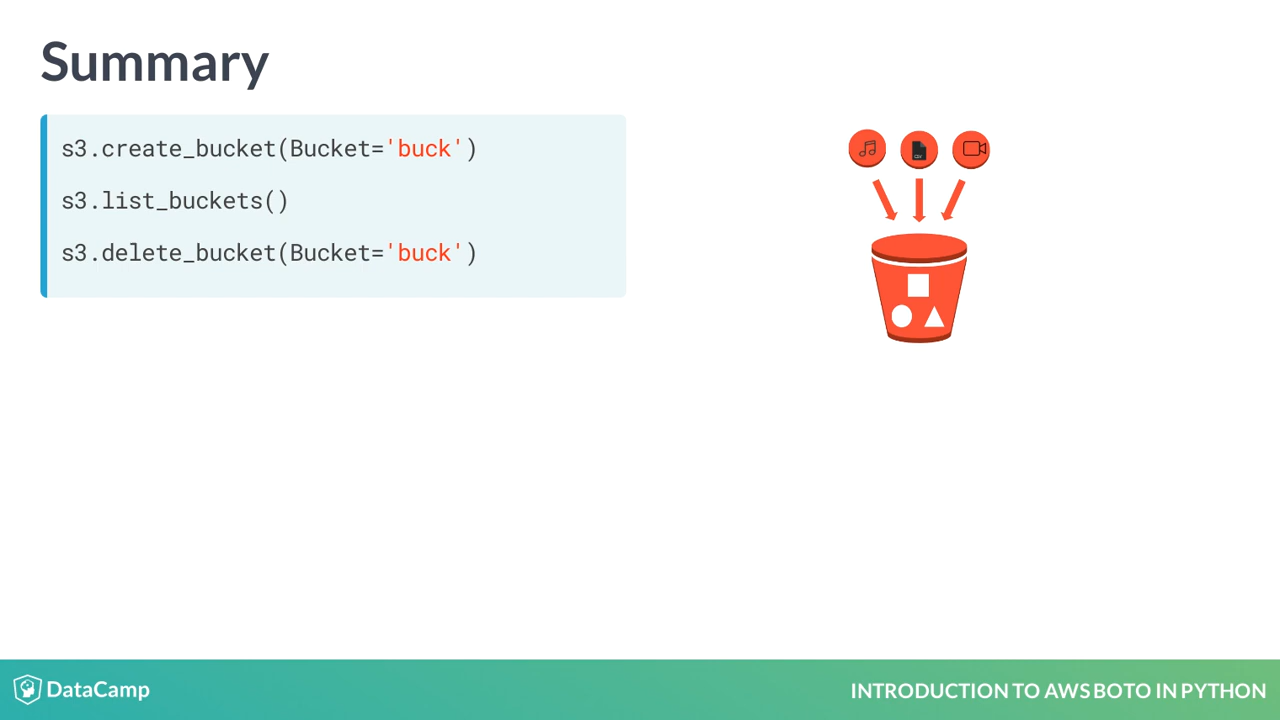 Summary
s3.create_bucket(Bucket='buck')
s3.list_buckets()
s3.delete_bucket(Bucket='buck')
DataCamp
INTRODUCTION TO AWS BOTO IN PYTHON